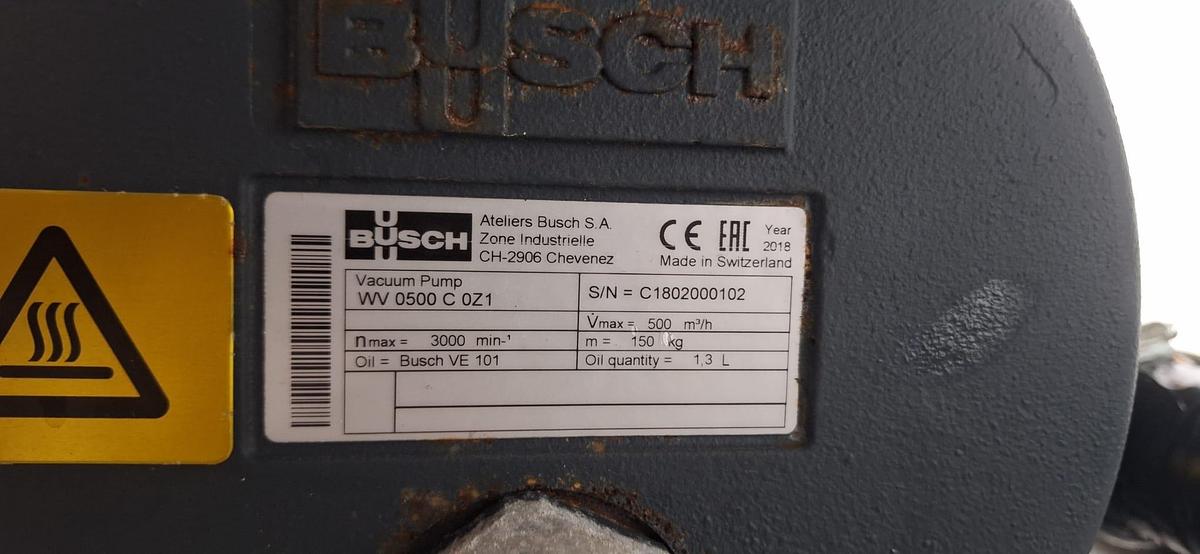 BUSCH
BUSCH
Ateliers Busch S.A.
Zone Industrielle
CH-2906 Chevenez
CE EAC
Year
2018
Made in Switzerland
Vacuum Pump
WV 0500 C 0Z1
S/N = C1802000102
V̇max = 500 m³/h
nmax = 3000 min-¹
m = 150 kg
Oil = Busch VE 101
Oil quantity = 1,3 L